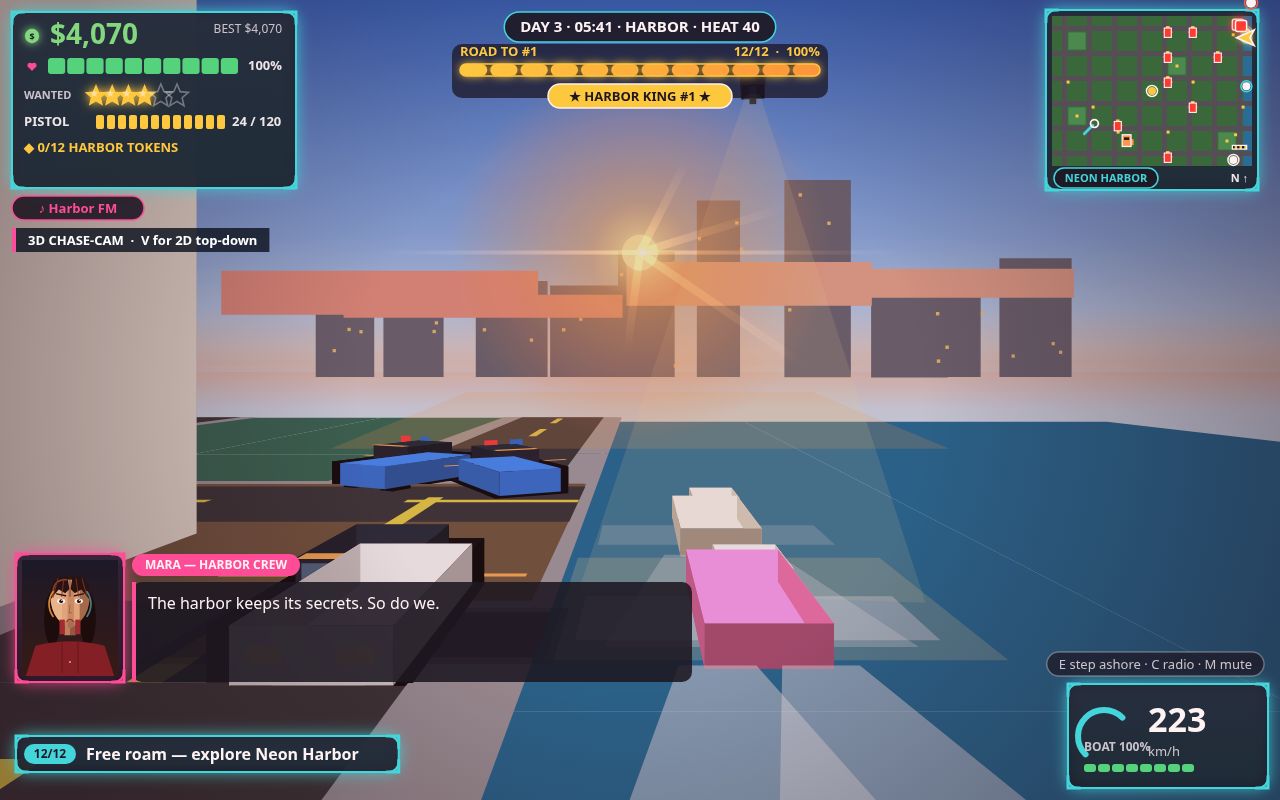 $ $4,070 BEST $4,070
100%
WANTED
PISTOL 24 / 120
◆ 0/12 HARBOR TOKENS
♪ Harbor FM
3D CHASE-CAM · V for 2D top-down
DAY 3 · 05:41 · HARBOR · HEAT 40
ROAD TO #1 12/12 · 100%
★ HARBOR KING #1 ★
NEON HARBOR N ↑
MARA — HARBOR CREW
The harbor keeps its secrets. So do we.
12/12 Free roam — explore Neon Harbor
E step ashore · C radio · M mute
223
BOAT 100% km/h